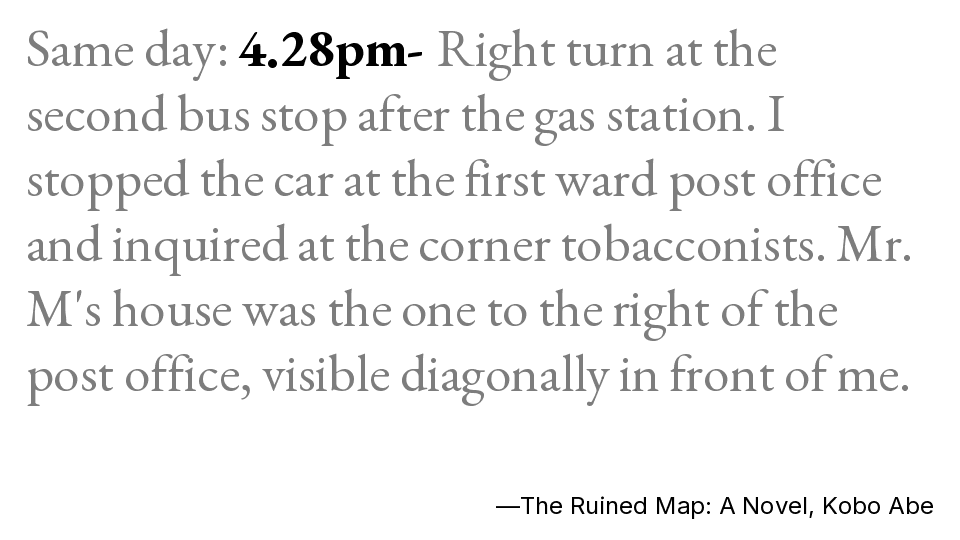 Same day: 4.28pm- Right turn at the
second bus stop after the gas station. I
stopped the car at the first ward post office
and inquired at the corner tobacconists. Mr.
M's house was the one to the right of the
post office, visible diagonally in front of me.
—The Ruined Map: A Novel, Kobo Abe